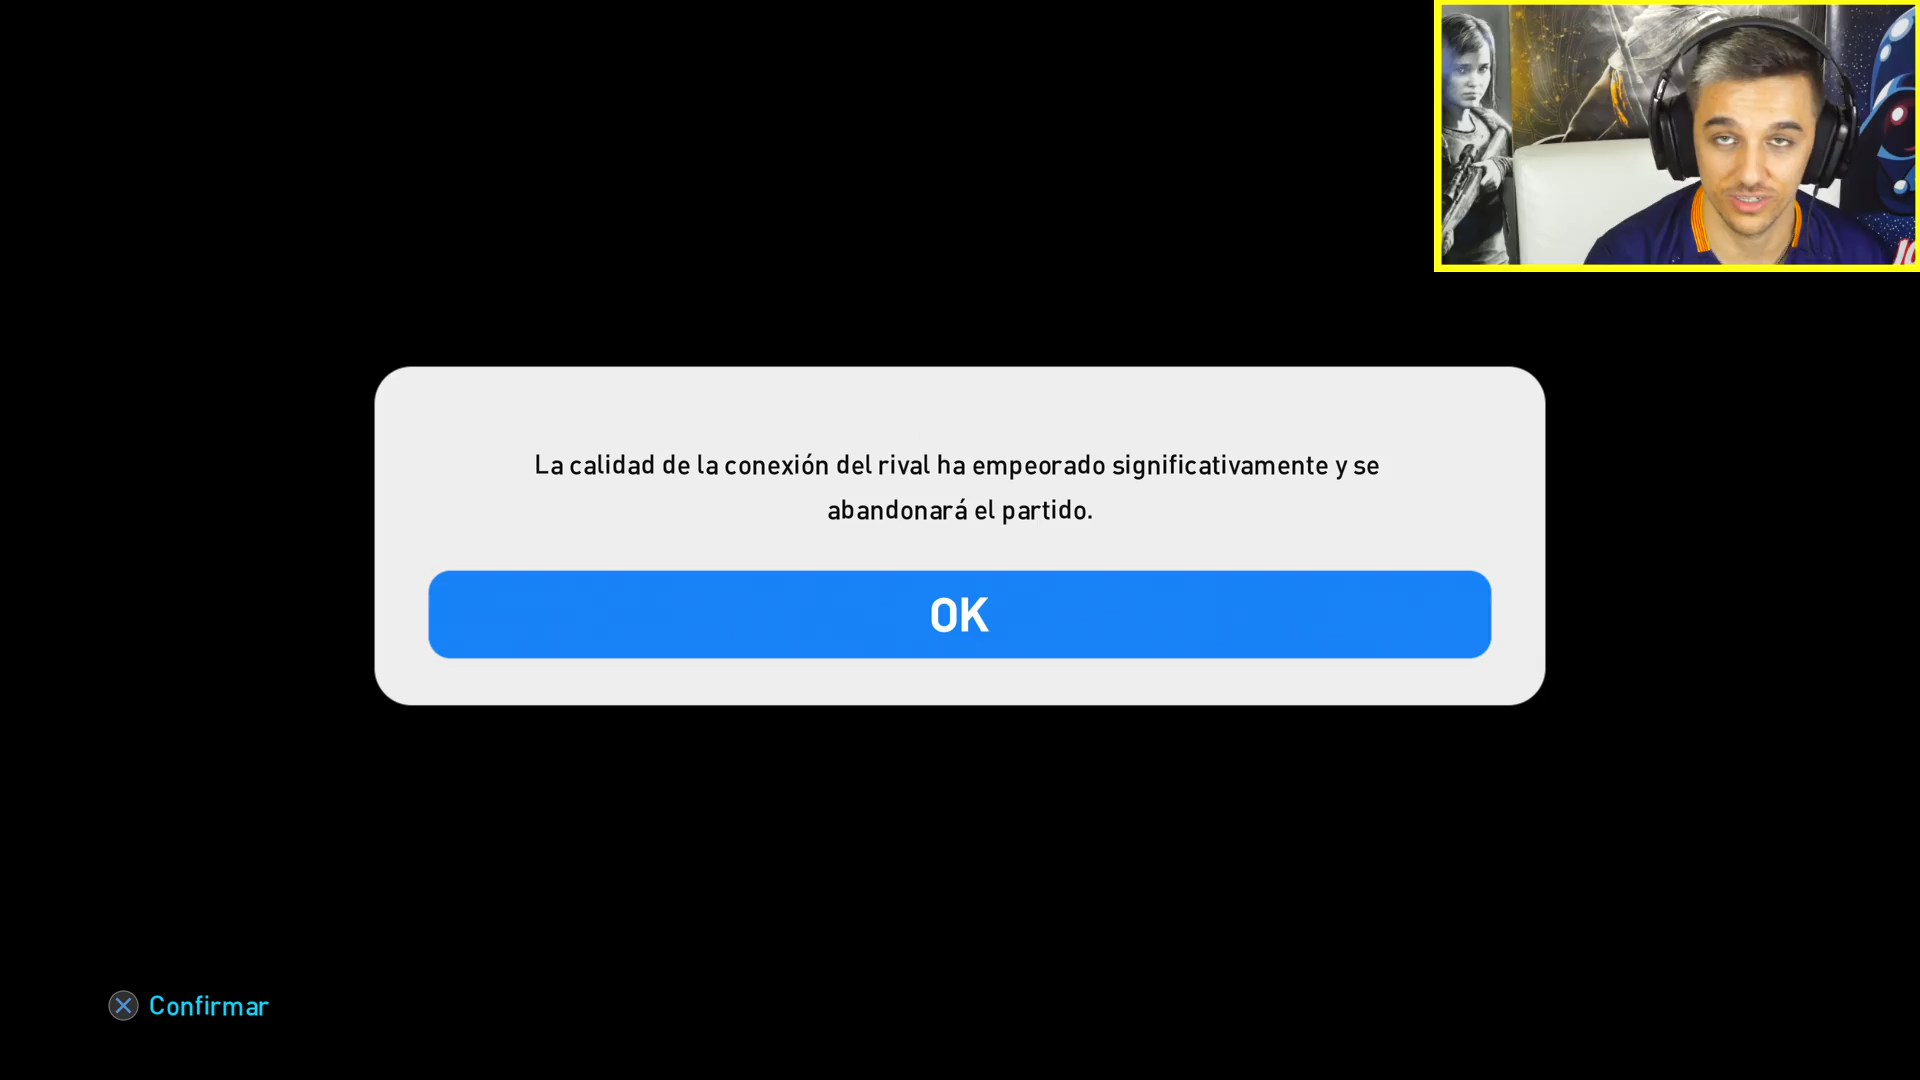 La calidad de la conexión del rival ha empeorado significativamente y se
abandonará el partido.
OK
Confirmar